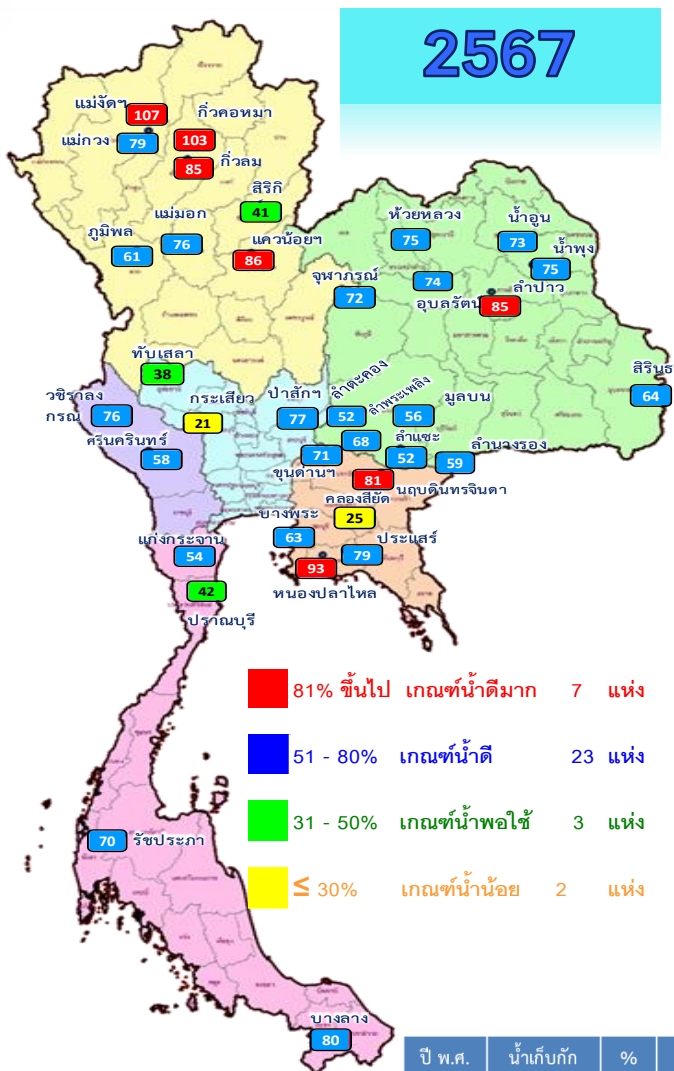 2567
แม่งัดฯ
107
กิ่วคอหมา
103
แม่กวง
79
กิ่วลม
85
สิริกิ
41
แม่มอก
76
ภูมิพล
61
แควน้อยฯ
86
ห้วยหลวง
75
น้ำอูน
73
น้ำพุง
75
จุฬาภรณ์
72
74
อุบลรัตน์
ลำปาว
85
สิรินธ
64
ทับเสลา
38
กระเสียว
21
ป่าสักฯ
77
ลำตะคอง
52
ลำพระเพลิง
68
มูลบน
56
ลำแชะ
52
ลำนางรอง
59
วชิราลง
กรณ
76
ศรีนครินทร์
58
ขุนด่านฯ
71
นฤบดินทรจินดา
81
คลองสียัด
25
บางพระ
63
ประแสร์
79
หนองปลาไหล
93
แก่งกระจาน
54
42
ปราณบุรี
81% ขึ้นไป เกณฑ์น้ำดีมาก 7 แห่ง
51 - 80% เกณฑ์น้ำดี 23 แห่ง
31 - 50% เกณฑ์น้ำพอใช้ 3 แห่ง
≤ 30% เกณฑ์น้ำน้อย 2 แห่ง
70
รัชประภา
บางลาง
80
ปี พ.ศ. น้ำเก็บกัก %